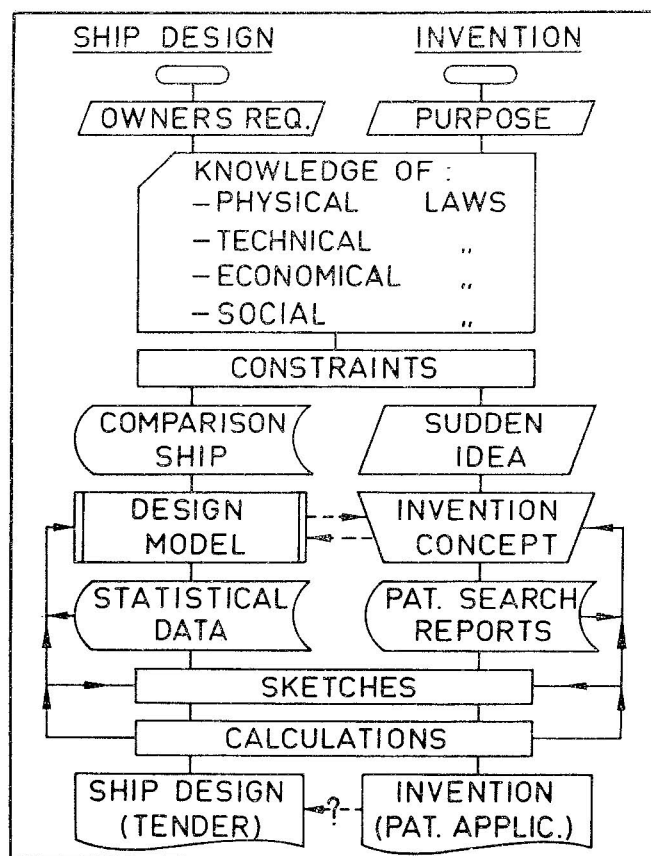 SHIP DESIGN INVENTION
OWNERS REQ. PURPOSE
KNOWLEDGE OF :
– PHYSICAL LAWS
– TECHNICAL „
– ECONOMICAL „
– SOCIAL „
CONSTRAINTS
COMPARISON
SHIP
SUDDEN
IDEA
DESIGN
MODEL
INVENTION
CONCEPT
STATISTICAL
DATA
PAT. SEARCH
REPORTS
SKETCHES
CALCULATIONS
SHIP DESIGN
(TENDER)
?
INVENTION
(PAT. APPLIC.)